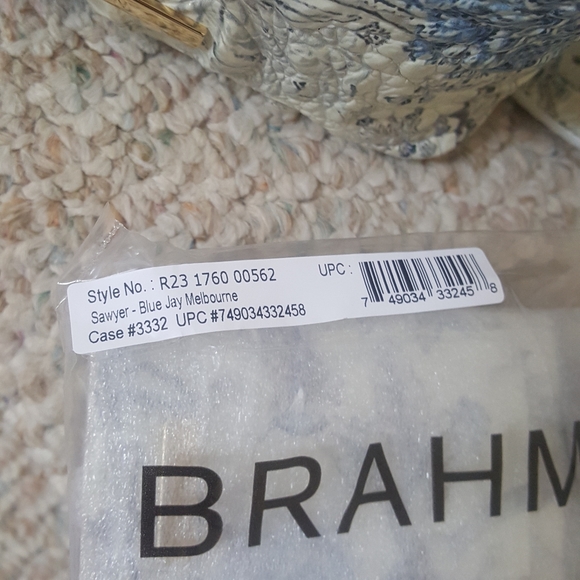 Style No. : R23 1760 00562
Sawyer - Blue Jay Melbourne
Case #3332 UPC #749034332458
UPC :
7 49034 33245 8
BRAHM